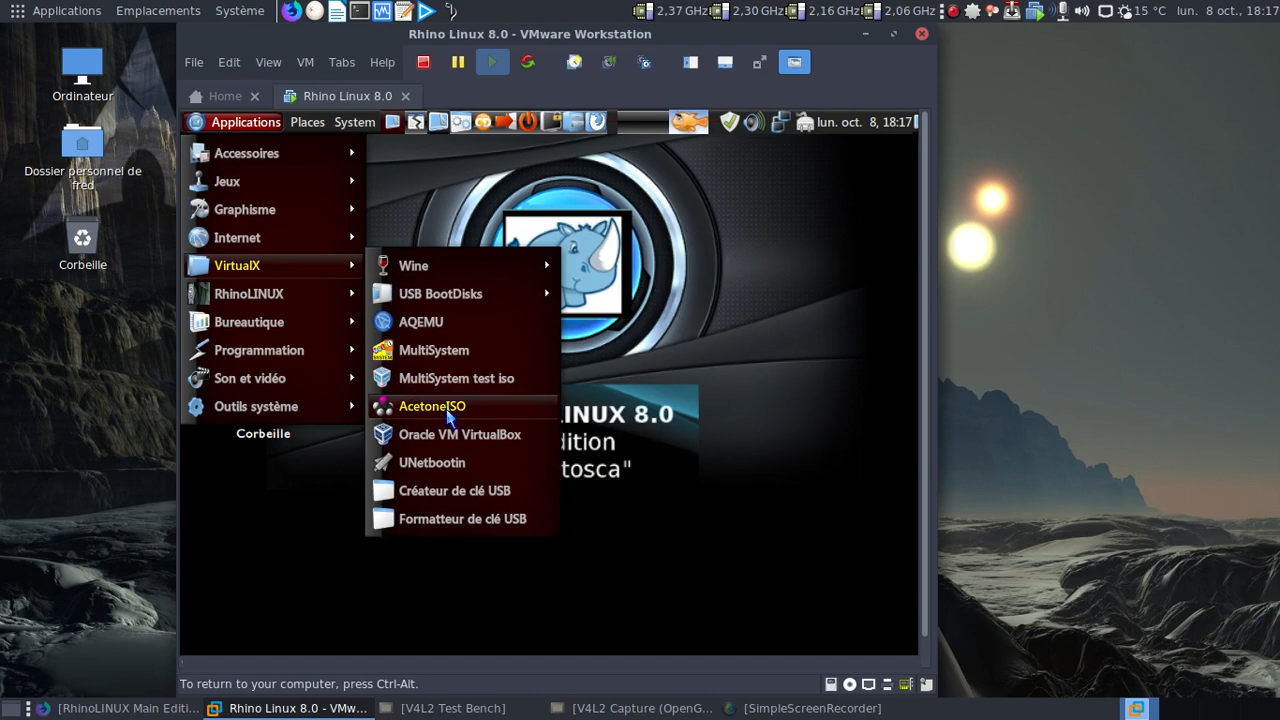 Applications Emplacements Système 2,37 GHz 2,30 GHz 2,16 GHz 2,06 GHz 15 °C lun. 8 oct., 18:17
Rhino Linux 8.0 - VMware Workstation
File Edit View VM Tabs Help
Home Rhino Linux 8.0
Applications Places System lun. oct. 8, 18:17
Ordinateur
Dossier personnel de
fred
Corbeille
Accessoires
Jeux
Graphisme
Internet
VirtualX
RhinoLINUX
Bureautique
Programmation
Son et vidéo
Outils système
Corbeille
Wine
USB BootDisks
AQEMU
MultiSystem
MultiSystem test iso
AcetoneISO
Oracle VM VirtualBox
UNetbootin
Créateur de clé USB
Formatteur de clé USB
LINUX 8.0
dition
tosca"
To return to your computer, press Ctrl-Alt.
[RhinoLINUX Main Editi... Rhino Linux 8.0 - VMw... [V4L2 Test Bench] [V4L2 Capture (OpenG... [SimpleScreenRecorder]